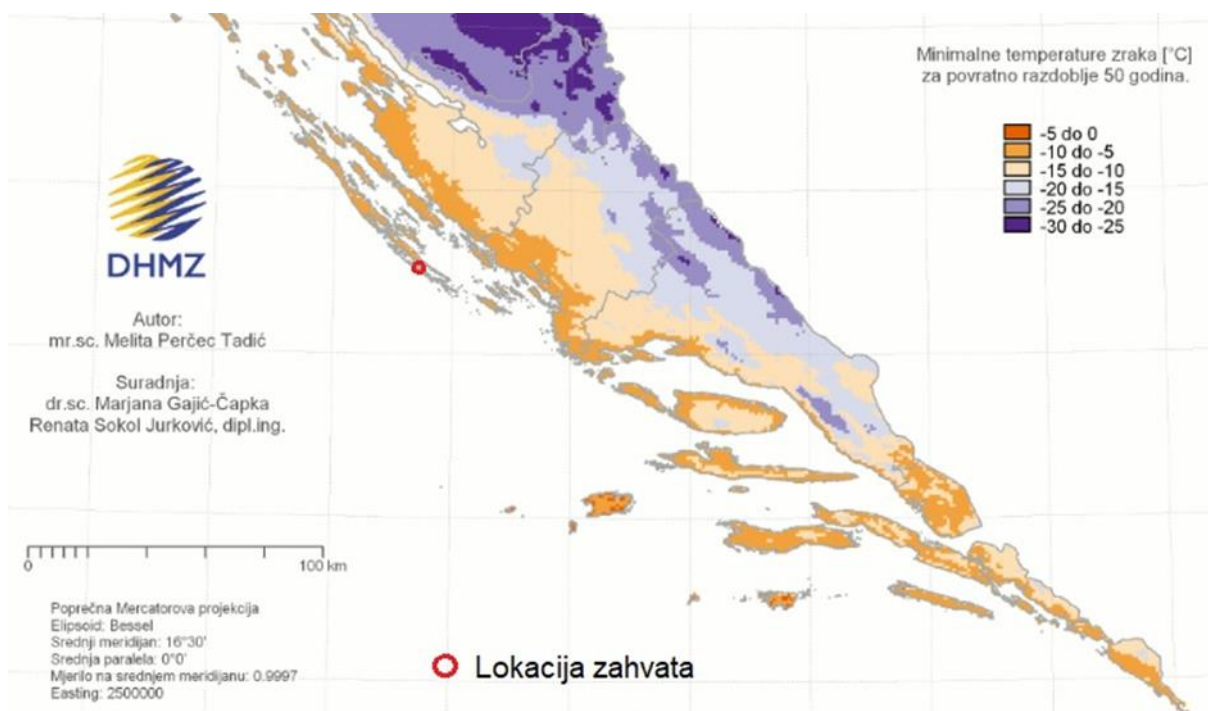 Minimalne temperature zraka [°C]
za povratno razdoblje 50 godina.
-5 do 0
-10 do -5
-15 do -10
-20 do -15
-25 do -20
-30 do -25
DHMZ
Autor:
mr.sc. Melita Perčec Tadić
Suradnja:
dr.sc. Marjana Gajić-Čapka
Renata Sokol Jurković, dipl.ing.
0 100 km
Poprečna Mercatorova projekcija
Elipsoid: Bessel
Srednji meridijan: 16°30'
Srednja paralela: 0°0'
Mjerilo na srednjem meridijanu: 0.9997
Easting: 2500000
Lokacija zahvata